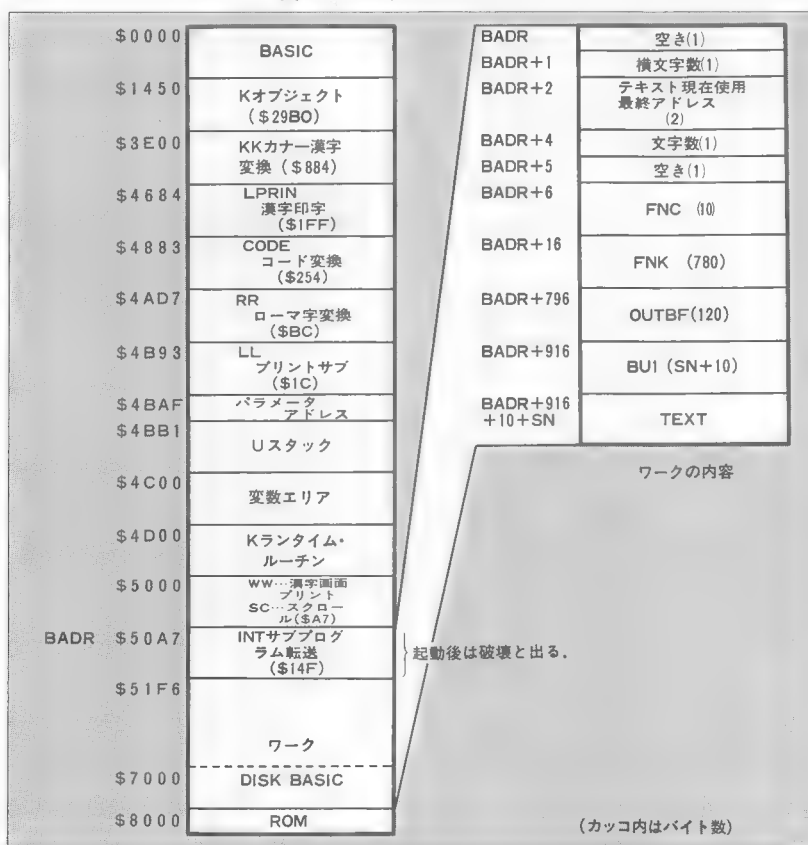 $0000
BASIC
$1450
Kオブジェクト
($29B0)
$3E00
KKカナー漢字
変換 ($884)
$4684
LPRIN
漢字印字
($1FF)
$4883
CODE
コード変換
($254)
$4AD7
RR
ローマ字変換
($BC)
$4B93
LL
プリントサブ
($1C)
$4BAF
パラメータ
アドレス
$4BB1
Uスタック
$4C00
変数エリア
$4D00
Kランタイム・
ルーチン
$5000
WW…漢字画面
プリント
SC…スクロー
ル($A7)
BADR $50A7
INTサブプログ
ラム転送
($14F)
起動後は破壊と出る.
$51F6
ワーク
$7000
DISK BASIC
$8000
ROM
BADR
空き(1)
BADR+1
横文字数(1)
BADR+2
テキスト現在使用
最終アドレス
(2)
BADR+4
文字数(1)
BADR+5
空き(1)
BADR+6
FNC (10)
BADR+16
FNK (780)
BADR+796
OUTBF(120)
BADR+916
BU1 (SN+10)
BADR+916
+10+SN
TEXT
ワークの内容
(カッコ内はバイト数)